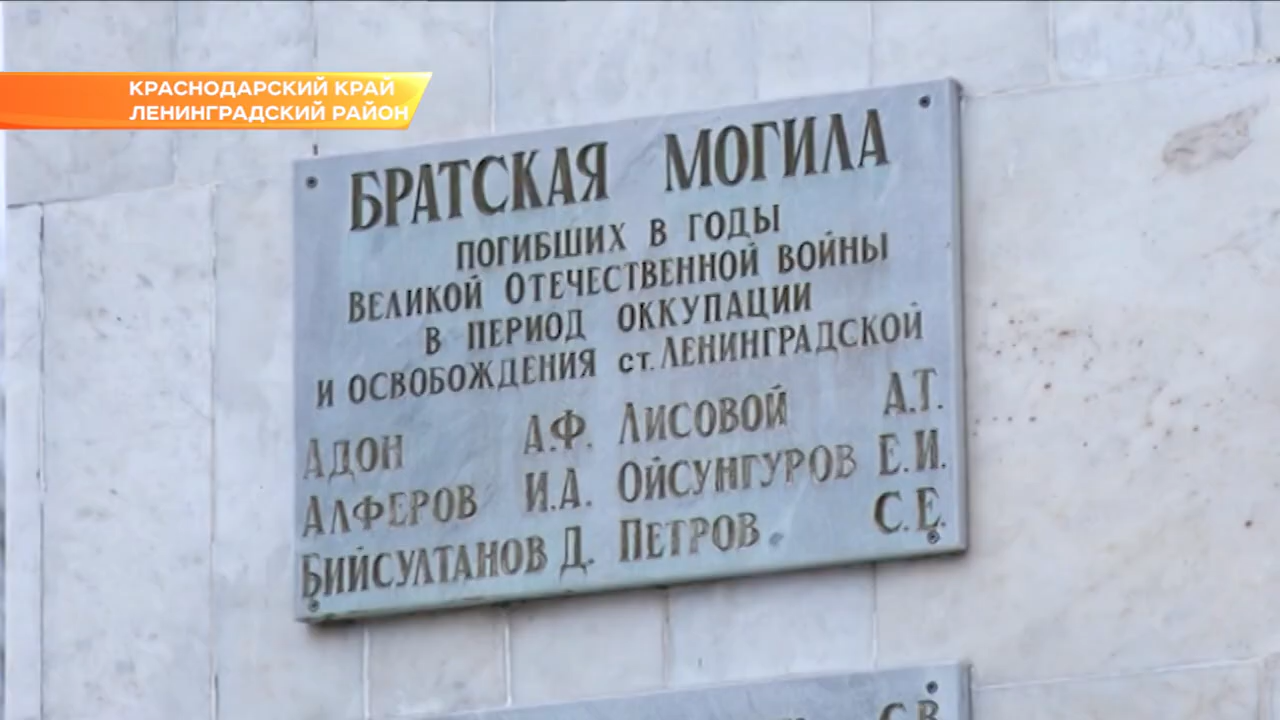 КРАСНОДАРСКИЙ КРАЙ
ЛЕНИНГРАДСКИЙ РАЙОН
БРАТСКАЯ МОГИЛА
ПОГИБШИХ В ГОДЫ
ВЕЛИКОЙ ОТЕЧЕСТВЕННОЙ ВОЙНЫ
В ПЕРИОД ОККУПАЦИИ
И ОСВОБОЖДЕНИЯ СТ. ЛЕНИНГРАДСКОЙ
АДОН А.Ф. ЛИСОВОЙ А.Т.
АЛФЕРОВ И.А. ОЙСУНГУРОВ Е.И.
БИЙСУЛТАНОВ Д. ПЕТРОВ С.Е.